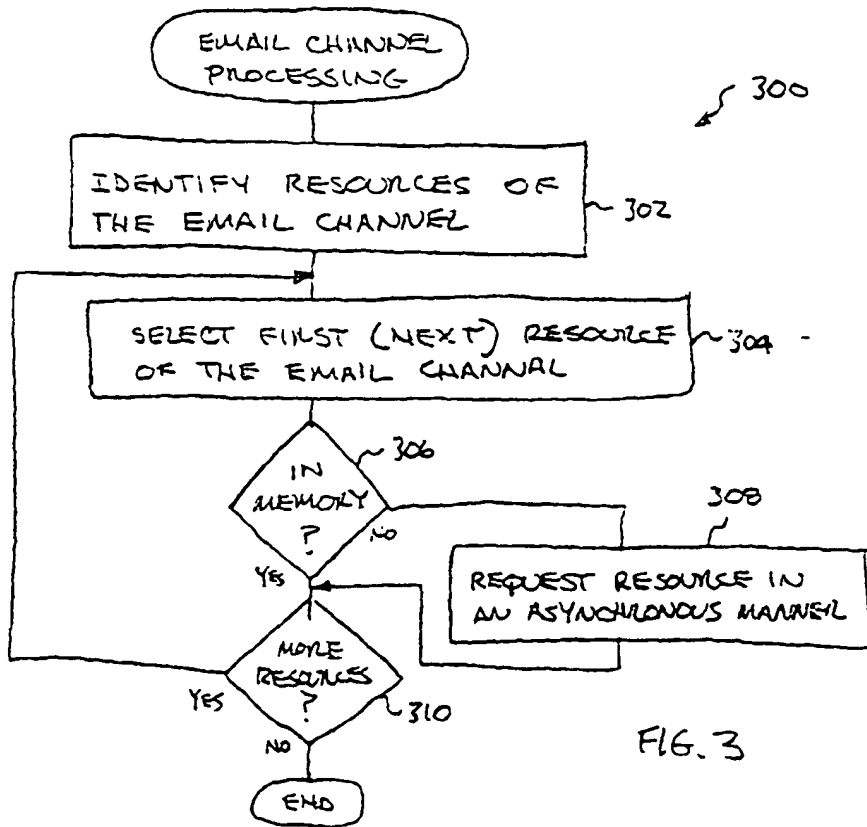 EMAIL CHANNEL
PROCESSING
300
IDENTIFY RESOURCES OF
THE EMAIL CHANNEL
302
SELECT FIRST (NEXT) RESOURCE
OF THE EMAIL CHANNAL
304
306
IN
MEMORY
?
NO
YES
308
REQUEST RESOURCE IN
AN ASYNCHRONOUS MANNER
MORE
RESOURCES
?
YES
310
NO
FIG. 3
END